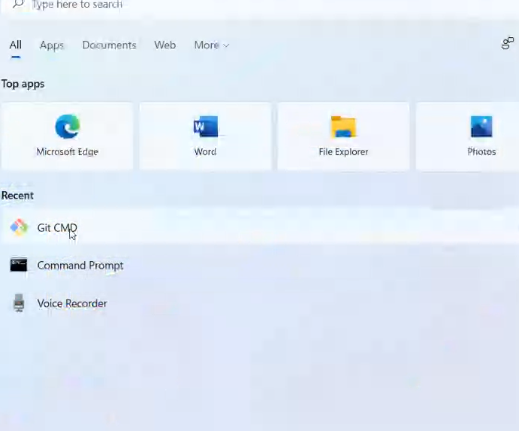 Type here to search
All Apps Documents Web More
Top apps
Microsoft Edge Word File Explorer Photos
Recent
Git CMD
Command Prompt
Voice Recorder